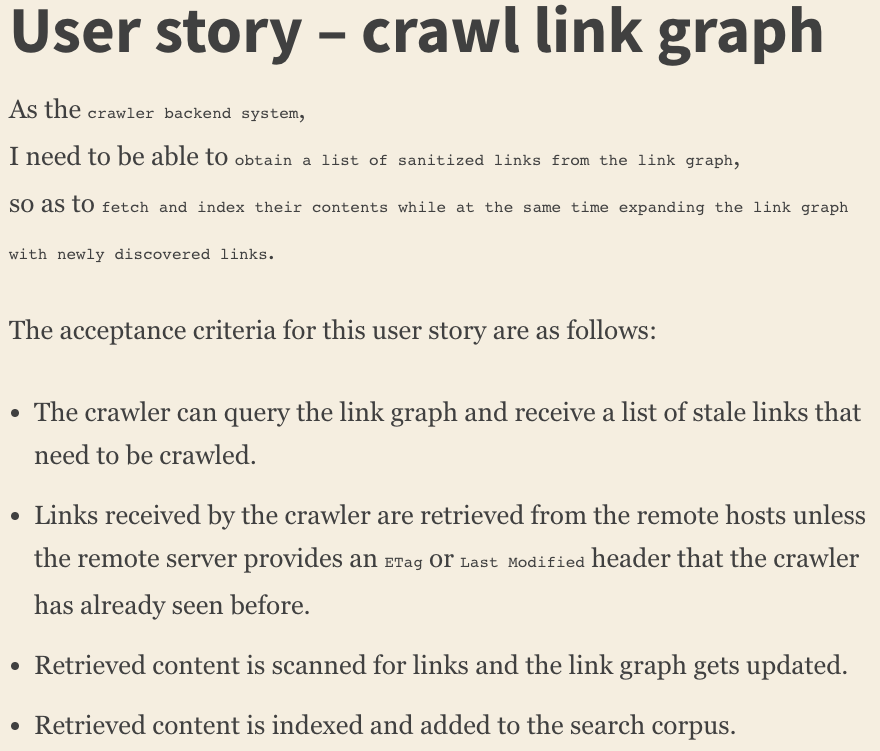 User story – crawl link graph
As the crawler backend system,
I need to be able to obtain a list of sanitized links from the link graph,
so as to fetch and index their contents while at the same time expanding the link graph
with newly discovered links.
The acceptance criteria for this user story are as follows:
• The crawler can query the link graph and receive a list of stale links that
need to be crawled.
• Links received by the crawler are retrieved from the remote hosts unless
the remote server provides an ETag or Last Modified header that the crawler
has already seen before.
• Retrieved content is scanned for links and the link graph gets updated.
• Retrieved content is indexed and added to the search corpus.